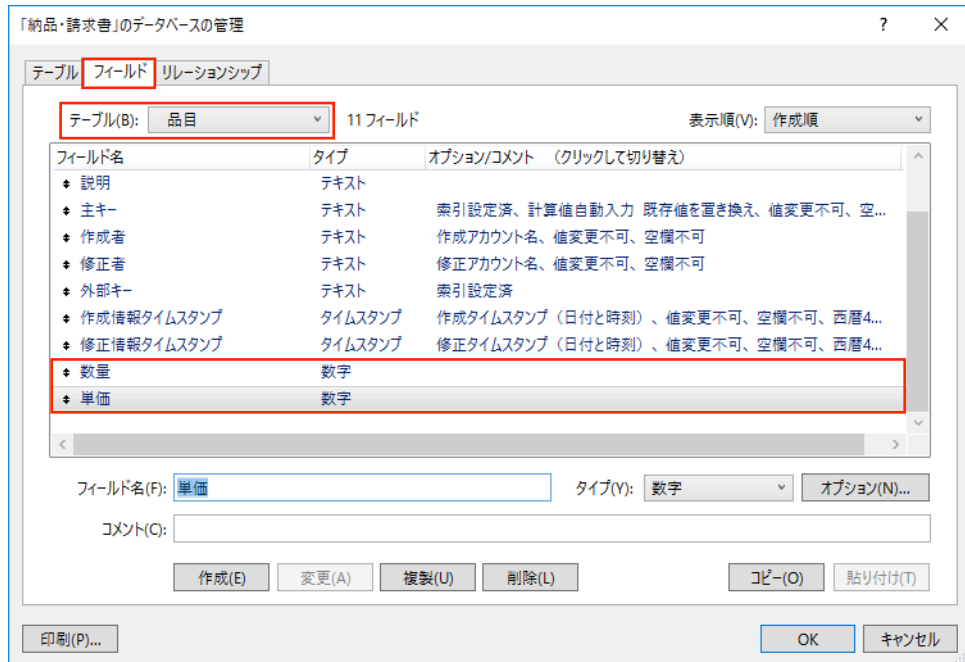 「納品・請求書」のデータベースの管理 ?
テーブル フィールド リレーションシップ
テーブル(B): 品目 11 フィールド 表示順(V): 作成順
フィールド名 タイプ オプション/コメント (クリックして切り替え)
説明 テキスト
主キー テキスト 索引設定済、計算値自動入力 既存値を置き換え、値変更不可、空...
作成者 テキスト 作成アカウント名、値変更不可、空欄不可
修正者 テキスト 修正アカウント名、値変更不可、空欄不可
外部キー テキスト 索引設定済
作成情報タイムスタンプ タイムスタンプ 作成タイムスタンプ（日付と時刻）、値変更不可、空欄不可、西暦4...
修正情報タイムスタンプ タイムスタンプ 修正タイムスタンプ（日付と時刻）、値変更不可、空欄不可、西暦4...
数量 数字
単価 数字
フィールド名(F): 単価 タイプ(Y): 数字 オプション(N)...
コメント(C):
作成(E) 変更(A) 複製(U) 削除(L) コピー(O) 貼り付け(T)
印刷(P)... OK キャンセル